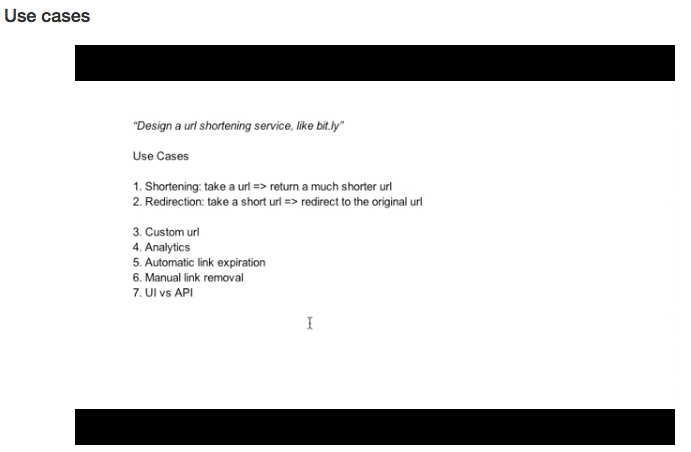 Use cases
"Design a url shortening service, like bit.ly"
Use Cases
1. Shortening: take a url => return a much shorter url
2. Redirection: take a short url => redirect to the original url
3. Custom url
4. Analytics
5. Automatic link expiration
6. Manual link removal
7. UI vs API